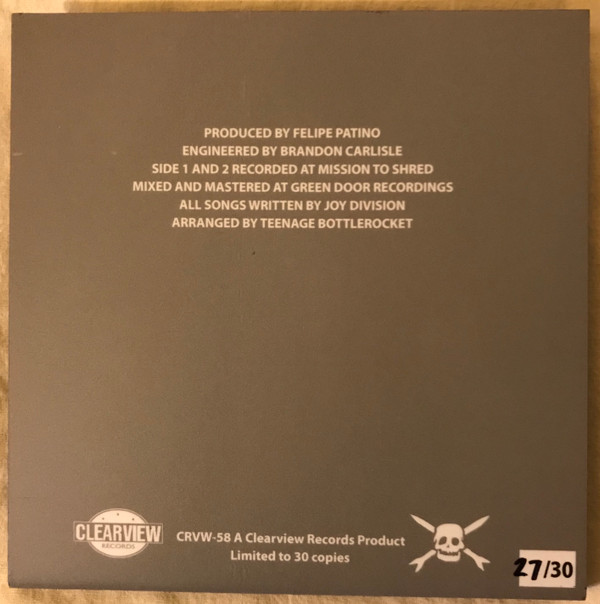 PRODUCED BY FELIPE PATINO
ENGINEERED BY BRANDON CARLISLE
SIDE 1 AND 2 RECORDED AT MISSION TO SHRED
MIXED AND MASTERED AT GREEN DOOR RECORDINGS
ALL SONGS WRITTEN BY JOY DIVISION
ARRANGED BY TEENAGE BOTTLEROCKET
CLEARVIEW
RECORDS
CRVW-58 A Clearview Records Product
Limited to 30 copies
27/30